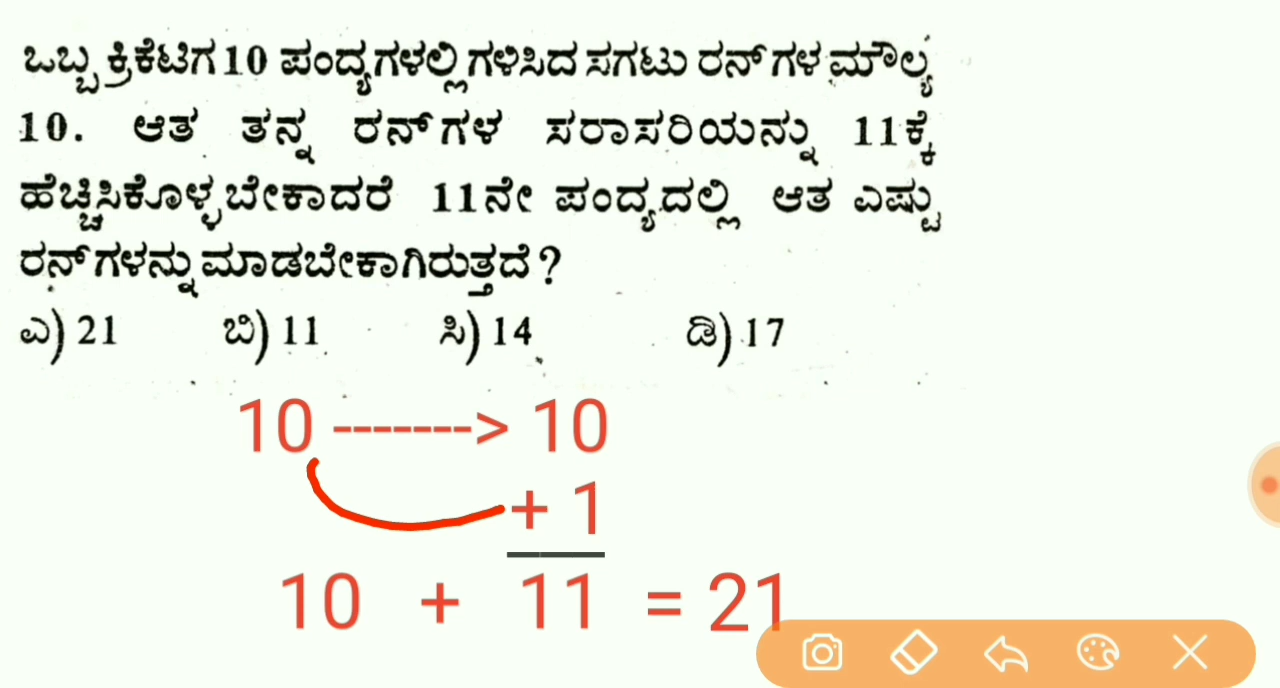 ಒಬ್ಬ ಕ್ರಿಕೆಟಿಗ 10 ಪಂದ್ಯಗಳಲ್ಲಿ ಗಳಿಸಿದ ಸಗಟು ರನ್‌ಗಳ ಮೌಲ್ಯ
10. ಆತ ತನ್ನ ರನ್‌ಗಳ ಸರಾಸರಿಯನ್ನು 11ಕ್ಕೆ
ಹೆಚ್ಚಿಸಿಕೊಳ್ಳಬೇಕಾದರೆ 11ನೇ ಪಂದ್ಯದಲ್ಲಿ ಆತ ಎಷ್ಟು
ರನ್‌ಗಳನ್ನು ಮಾಡಬೇಕಾಗಿರುತ್ತದೆ ?
ಎ) 21 ಬಿ) 11 ಸಿ) 14 ಡಿ) 17
10 -------> 10
+ 1
10 + 11 = 21